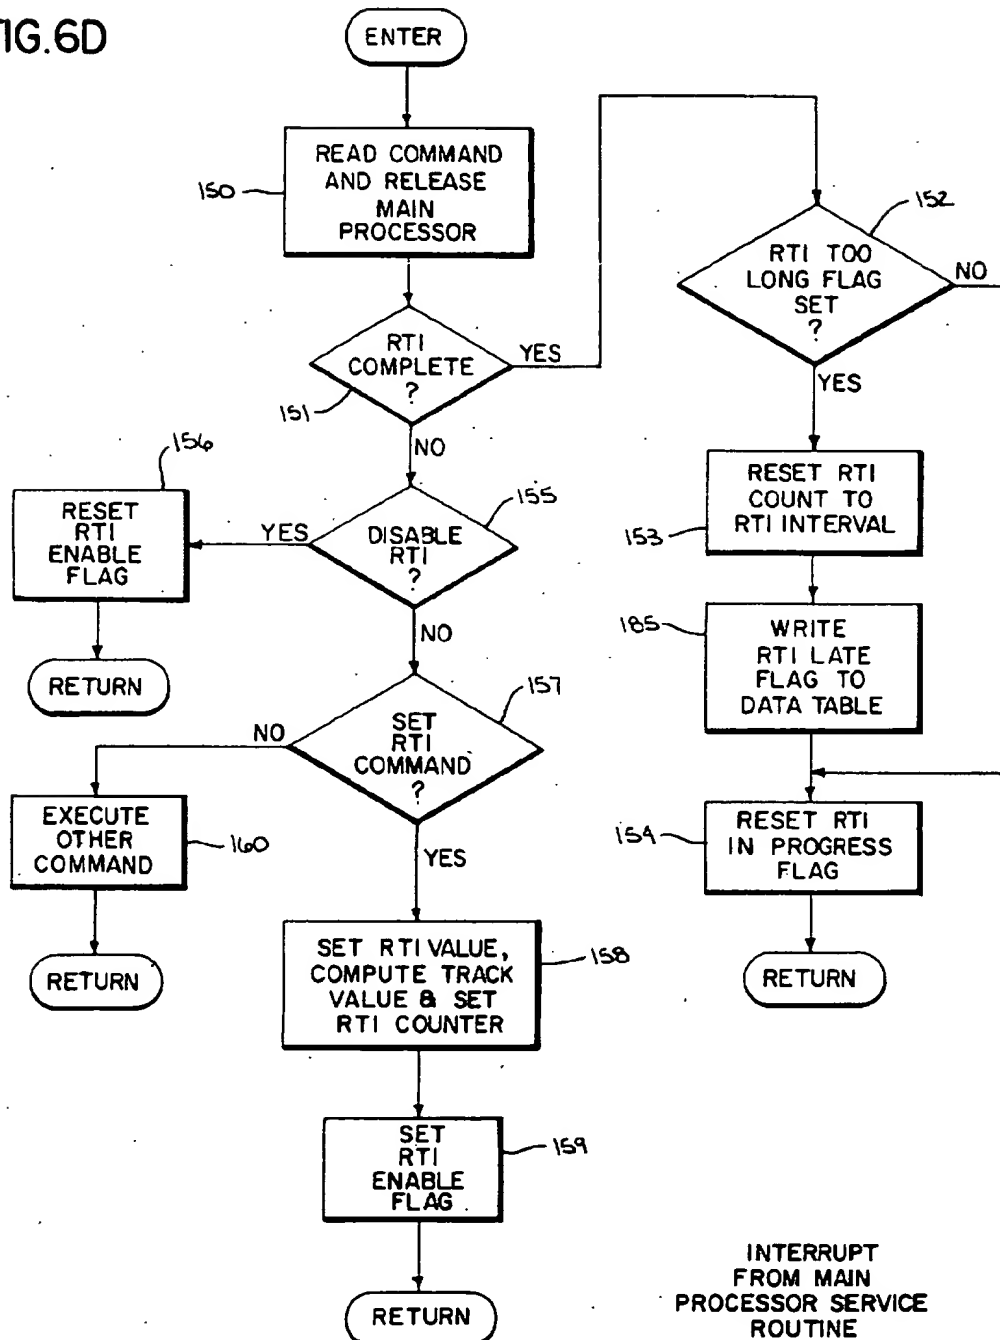 FIG.6D
ENTER
READ COMMAND
AND RELEASE
MAIN
PROCESSOR
150
RTI
COMPLETE
?
151
YES
NO
RTI TOO
LONG FLAG
SET
?
152
NO
YES
RESET RTI
COUNT TO
RTI INTERVAL
153
WRITE
RTI LATE
FLAG TO
DATA TABLE
185
RESET RTI
IN PROGRESS
FLAG
154
RETURN
DISABLE
RTI
?
155
YES
NO
RESET
RTI
ENABLE
FLAG
156
RETURN
SET
RTI
COMMAND
?
157
NO
YES
EXECUTE
OTHER
COMMAND
160
RETURN
SET RTI VALUE,
COMPUTE TRACK
VALUE & SET
RTI COUNTER
158
SET
RTI
ENABLE
FLAG
159
RETURN
INTERRUPT
FROM MAIN
PROCESSOR SERVICE
ROUTINE